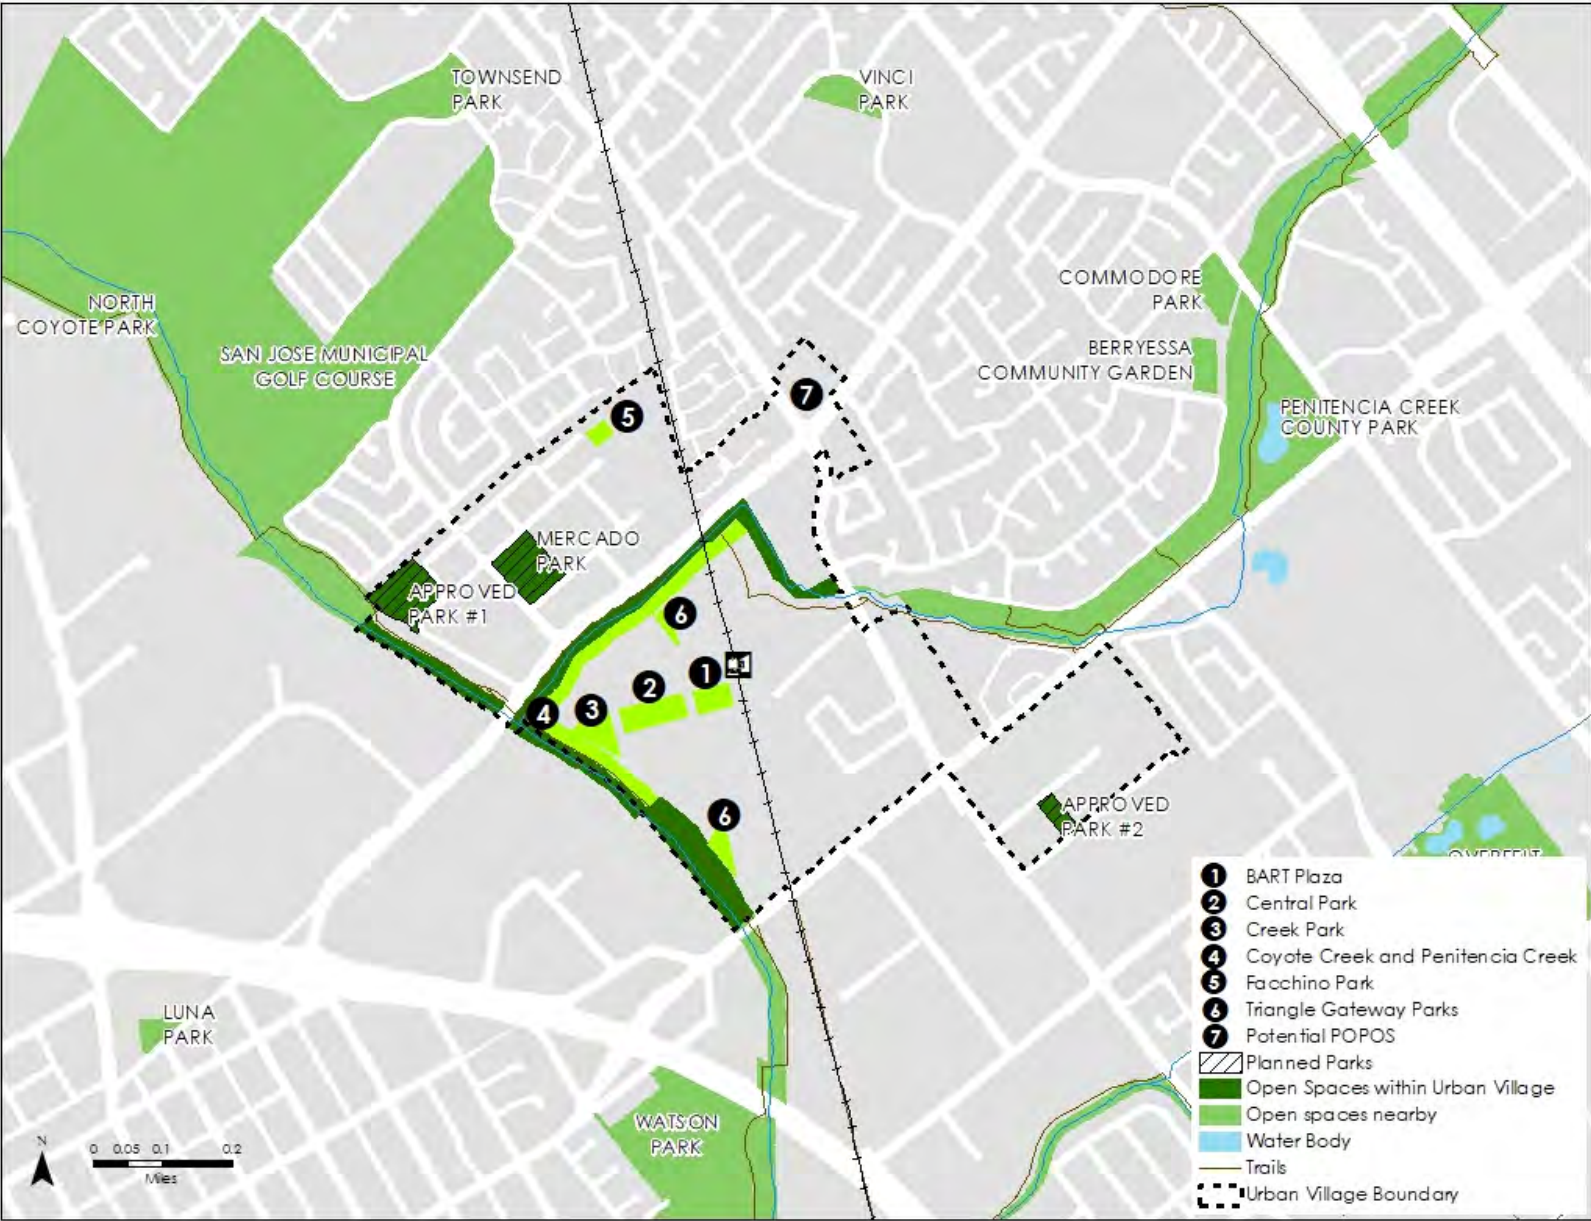 TOWNSEND
PARK
VINCI
PARK
COMMODORE
PARK
NORTH
COYOTE PARK
SAN JOSE MUNICIPAL
GOLF COURSE
BERRYESSA
COMMUNITY GARDEN
7
5
PENITENCIA CREEK
COUNTY PARK
MERCADO
PARK
APPROVED
PARK #1
6
1
2
3
4
6
APPROVED
PARK #2
OVERFELT
1 BART Plaza
2 Central Park
3 Creek Park
4 Coyote Creek and Penitencia Creek
5 Facchino Park
6 Triangle Gateway Parks
7 Potential POPOS
Planned Parks
Open Spaces within Urban Village
Open spaces nearby
Water Body
Trails
Urban Village Boundary
LUNA
PARK
WATSON
PARK
N
0 0.05 0.1 0.2
Miles